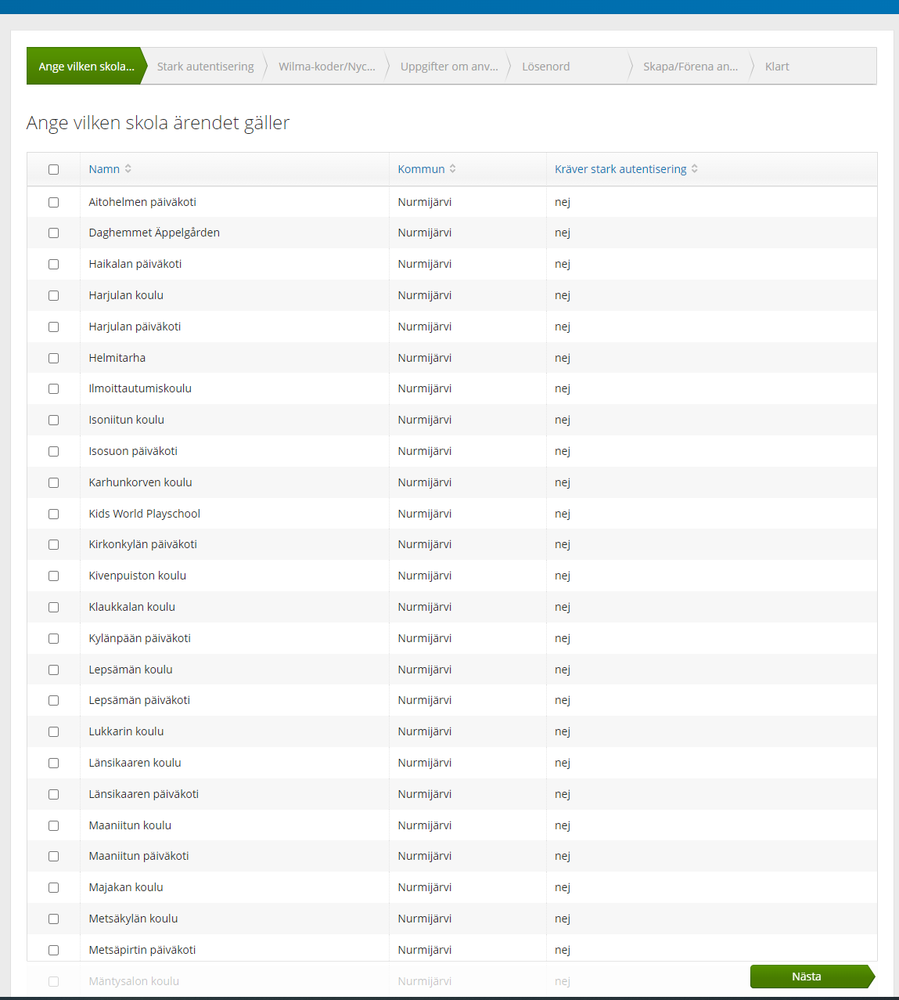 Ange vilken skola... Stark autentisering Wilma-koder/Nyc... Uppgifter om anv... Lösenord Skapa/Förena an... Klart
Ange vilken skola ärendet gäller
Namn Kommun Kräver stark autentisering
Aitohelmen päiväkoti Nurmijärvi nej
Daghemmet Äppelgården Nurmijärvi nej
Haikalan päiväkoti Nurmijärvi nej
Harjulan koulu Nurmijärvi nej
Harjulan päiväkoti Nurmijärvi nej
Helmitarha Nurmijärvi nej
Ilmoittautumiskoulu Nurmijärvi nej
Isoniitun koulu Nurmijärvi nej
Isosuon päiväkoti Nurmijärvi nej
Karhunkorven koulu Nurmijärvi nej
Kids World Playschool Nurmijärvi nej
Kirkonkylän päiväkoti Nurmijärvi nej
Kivenpuiston koulu Nurmijärvi nej
Klaukkalan koulu Nurmijärvi nej
Kylänpään päiväkoti Nurmijärvi nej
Lepsämän koulu Nurmijärvi nej
Lepsämän päiväkoti Nurmijärvi nej
Lukkarin koulu Nurmijärvi nej
Länsikaaren koulu Nurmijärvi nej
Länsikaaren päiväkoti Nurmijärvi nej
Maaniitun koulu Nurmijärvi nej
Maaniitun päiväkoti Nurmijärvi nej
Majakan koulu Nurmijärvi nej
Metsäkylän koulu Nurmijärvi nej
Metsäpirtin päiväkoti Nurmijärvi nej
Mäntysalon koulu Nurmijärvi nej
Nästa